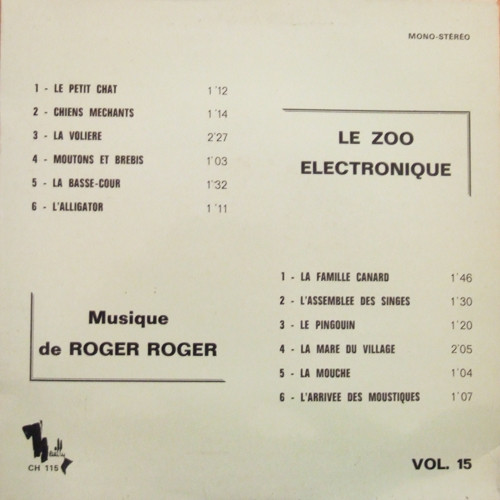 MONO-STÉRÉO
1 - LE PETIT CHAT 1'12
2 - CHIENS MECHANTS 1'14
3 - LA VOLIERE 2'27
4 - MOUTONS ET BREBIS 1'03
5 - LA BASSE-COUR 1'32
6 - L'ALLIGATOR 1'11
LE ZOO
ELECTRONIQUE
Musique
de ROGER ROGER
1 - LA FAMILLE CANARD 1'46
2 - L'ASSEMBLEE DES SINGES 1'30
3 - LE PINGOUIN 1'20
4 - LA MARE DU VILLAGE 2'05
5 - LA MOUCHE 1'04
6 - L'ARRIVEE DES MOUSTIQUES 1'07
CH 115
VOL. 15